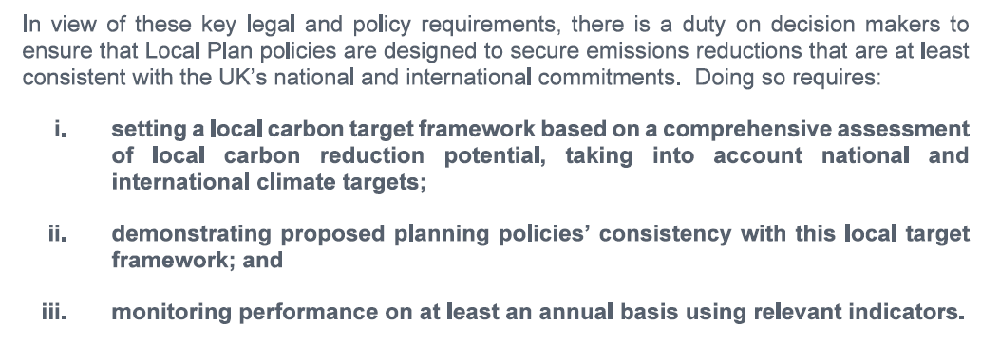 In view of these key legal and policy requirements, there is a duty on decision makers to
ensure that Local Plan policies are designed to secure emissions reductions that are at least
consistent with the UK's national and international commitments. Doing so requires:
i. setting a local carbon target framework based on a comprehensive assessment
of local carbon reduction potential, taking into account national and
international climate targets;
ii. demonstrating proposed planning policies' consistency with this local target
framework; and
iii. monitoring performance on at least an annual basis using relevant indicators.